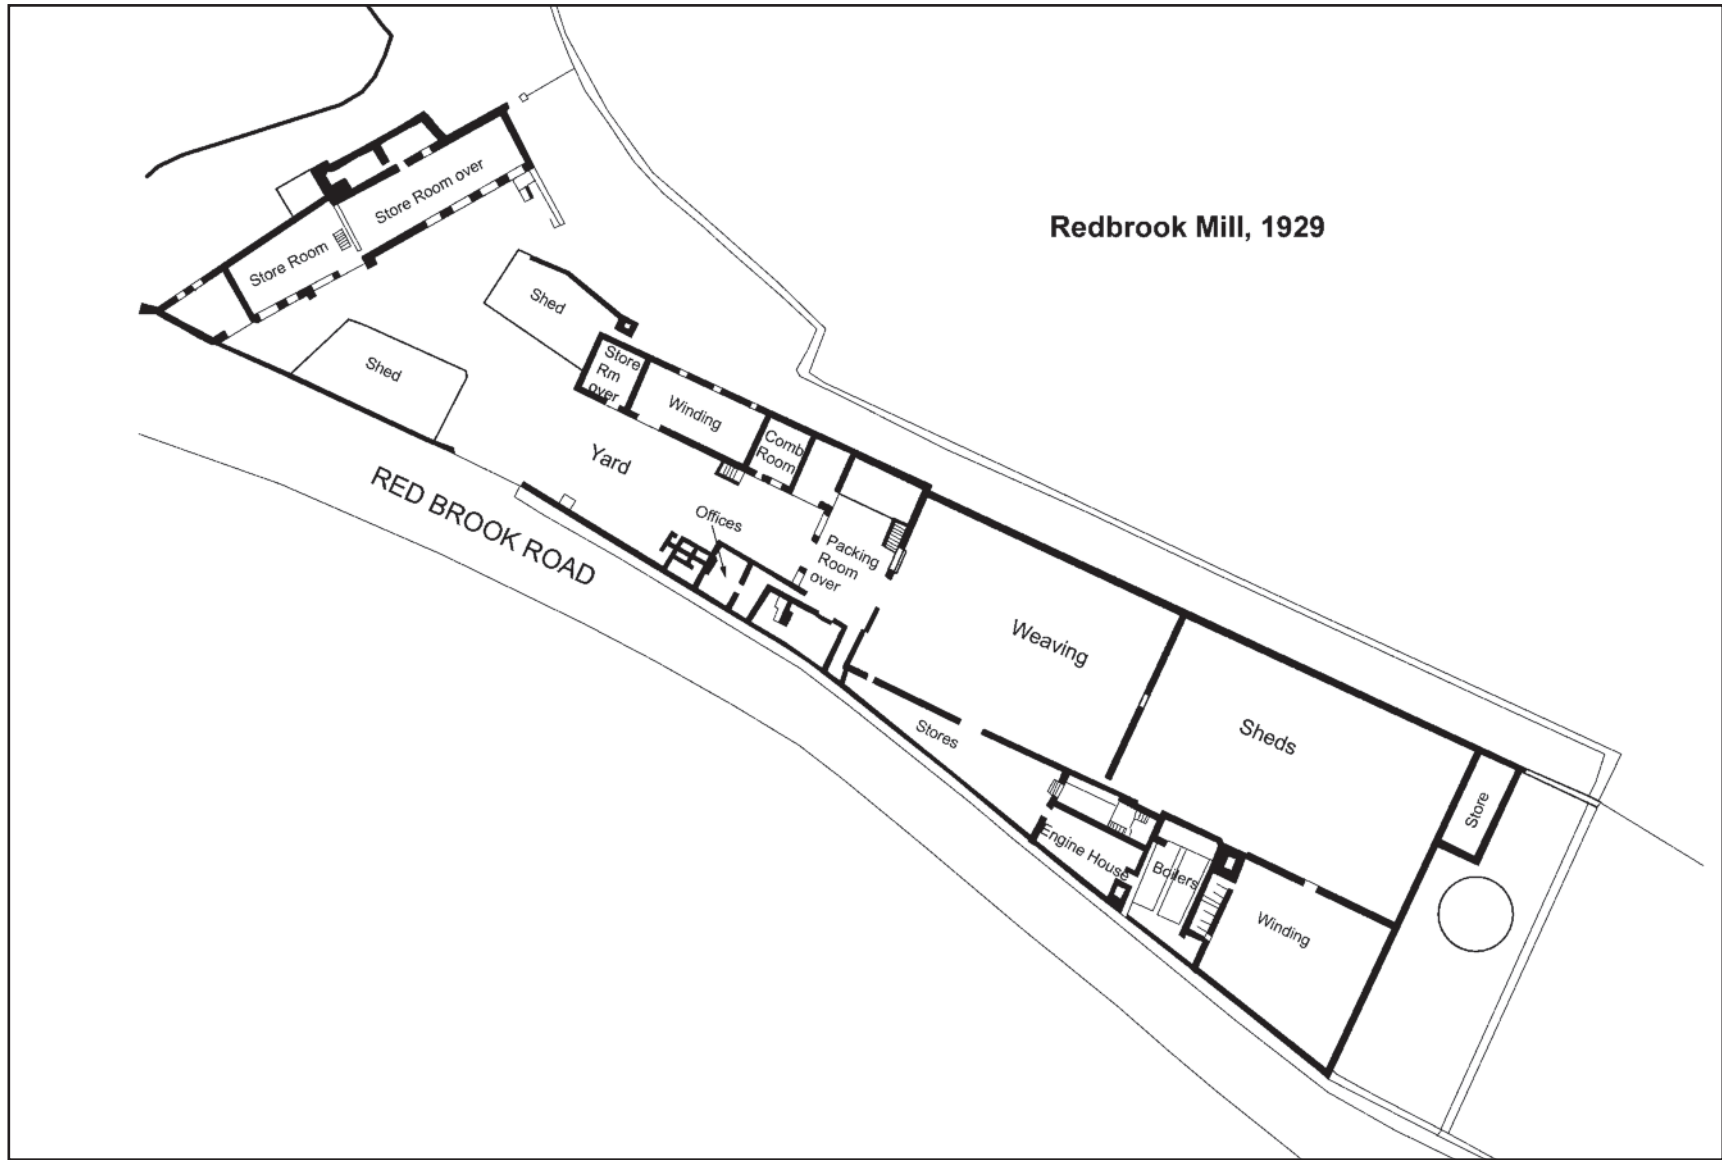 Redbrook Mill, 1929
Store Room over
Store Room
Shed
Shed
Store
Rm
over
Winding
Comb
Room
Yard
RED BROOK ROAD
Offices
Packing
Room
over
Weaving
Sheds
Stores
Store
Engine House
Boilers
Winding